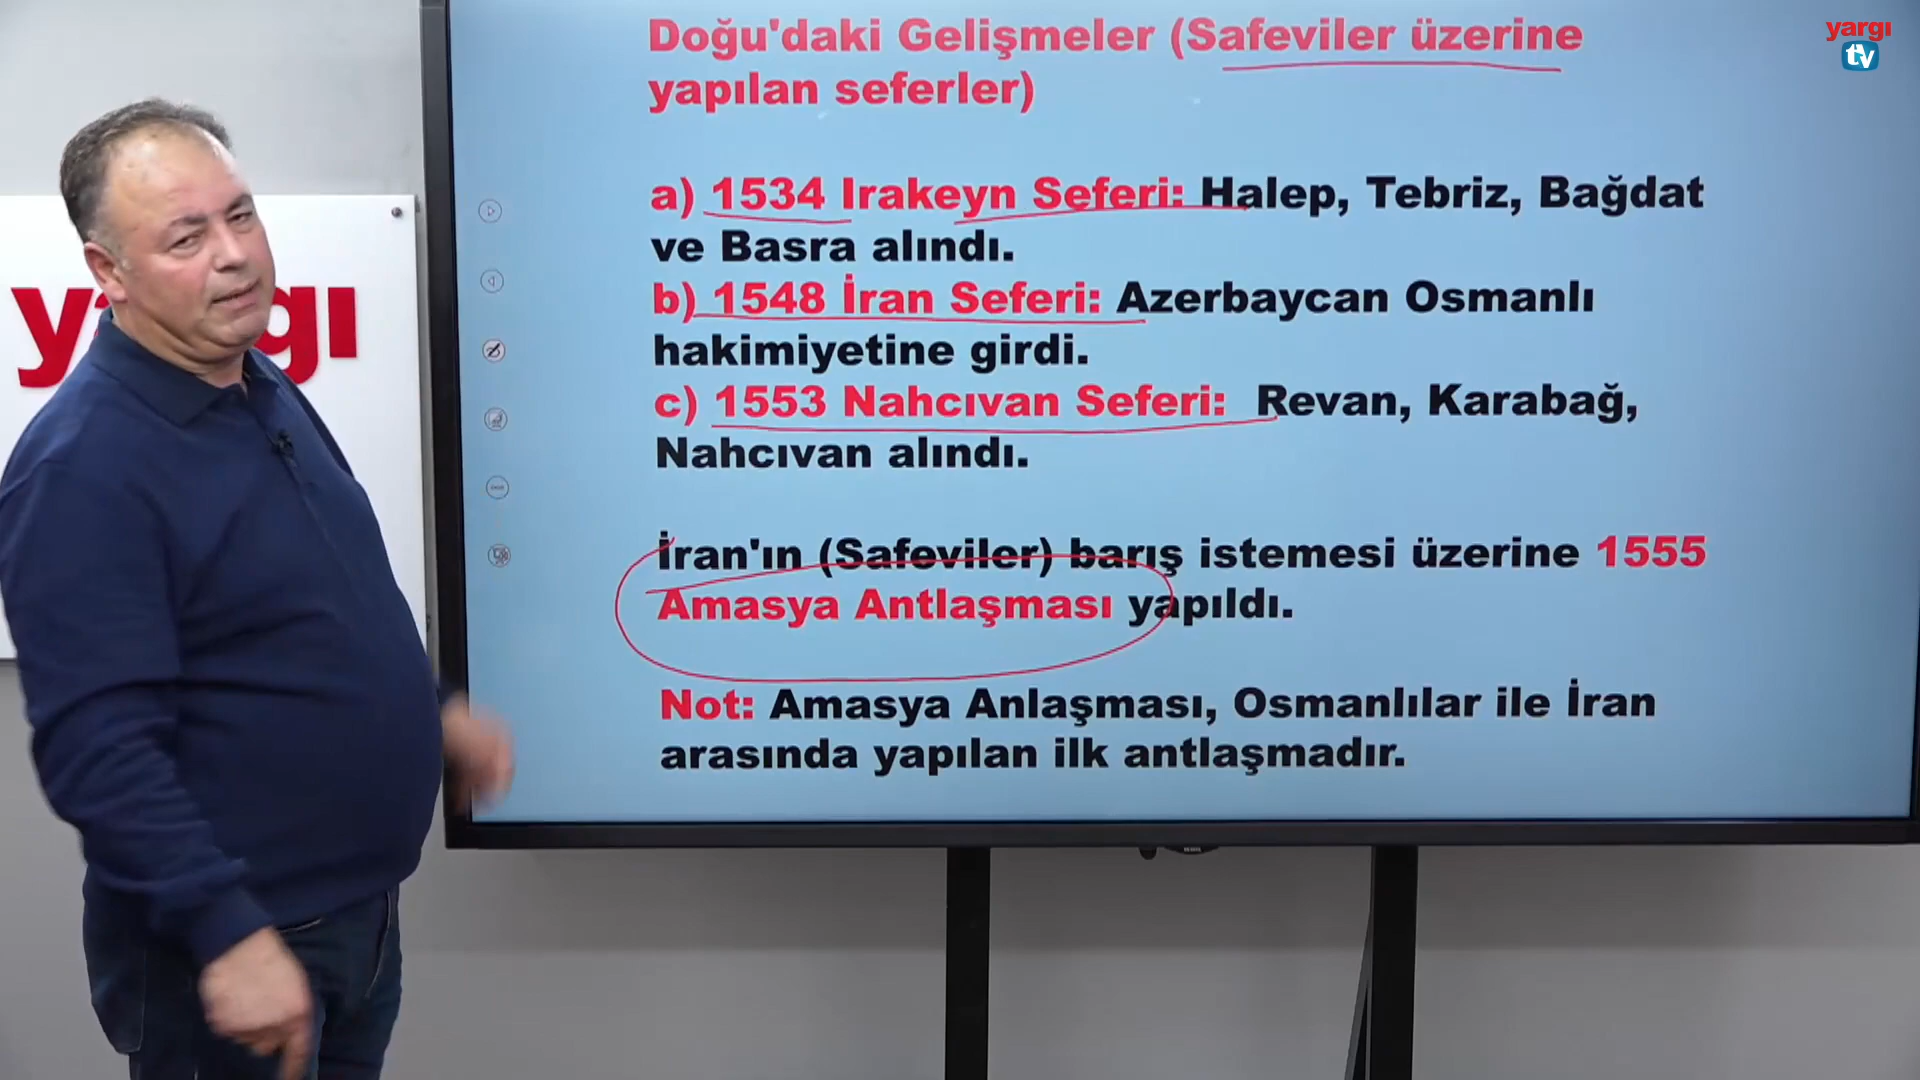 yargı
tv
Doğu'daki Gelişmeler (Safeviler üzerine
yapılan seferler)
a) 1534 Irakeyn Seferi: Halep, Tebriz, Bağdat
ve Basra alındı.
b) 1548 İran Seferi: Azerbaycan Osmanlı
hakimiyetine girdi.
c) 1553 Nahcıvan Seferi: Revan, Karabağ,
Nahcıvan alındı.
İran'ın (Safeviler) barış istemesi üzerine 1555
Amasya Antlaşması yapıldı.
Not: Amasya Anlaşması, Osmanlılar ile İran
arasında yapılan ilk antlaşmadır.